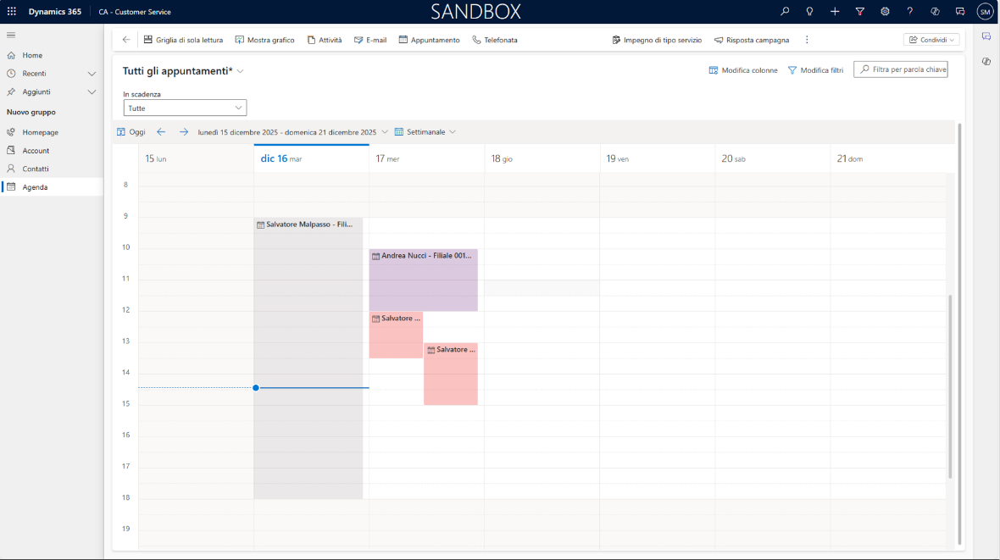 Dynamics 365 CA - Customer Service SANDBOX SM
Griglia di sola lettura Mostra grafico Attività E-mail Appuntamento Telefonata Impegno di tipo servizio Risposta campagna Condividi
Home
Recenti
Aggiunti
Nuovo gruppo
Homepage
Account
Contatti
Agenda
Tutti gli appuntamenti* Modifica colonne Modifica filtri Filtra per parola chiave
In scadenza
Tutte
Oggi lunedì 15 dicembre 2025 - domenica 21 dicembre 2025 Settimanale
15 lun dic 16 mar 17 mer 18 gio 19 ven 20 sab 21 dom
8
9
Salvatore Malpasso - Fili...
10
Andrea Nucci - Filiale 001...
11
12
Salvatore ...
13
Salvatore ...
14
15
16
17
18
19